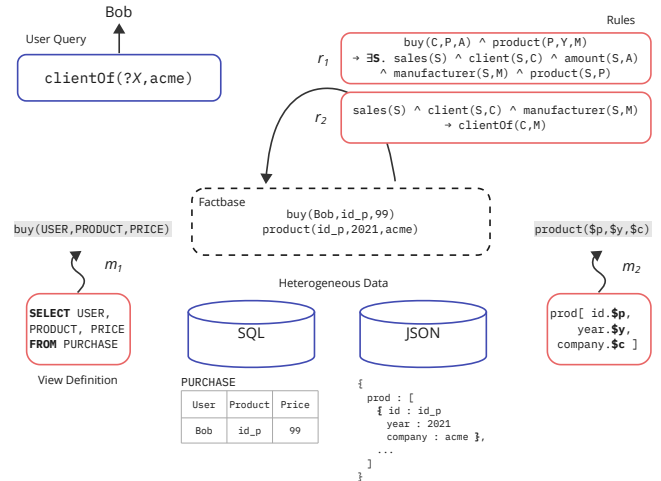 Bob
User Query
clientOf(?X,acme)
Rules
r1
buy(C,P,A) ^ product(P,Y,M)
→ ∃S. sales(S) ^ client(S,C) ^ amount(S,A)
^ manufacturer(S,M) ^ product(S,P)
r2
sales(S) ^ client(S,C) ^ manufacturer(S,M)
→ clientOf(C,M)
Factbase
buy(Bob,id_p,99)
product(id_p,2021,acme)
buy(USER,PRODUCT,PRICE)
product($p,$y,$c)
m1
m2
Heterogeneous Data
SELECT USER,
PRODUCT, PRICE
FROM PURCHASE
View Definition
SQL
JSON
prod[ id.$p,
year.$y,
company.$c ]
PURCHASE
User Product Price
Bob id_p 99
{
prod : [
{ id : id_p
year : 2021
company : acme },
...
]
}